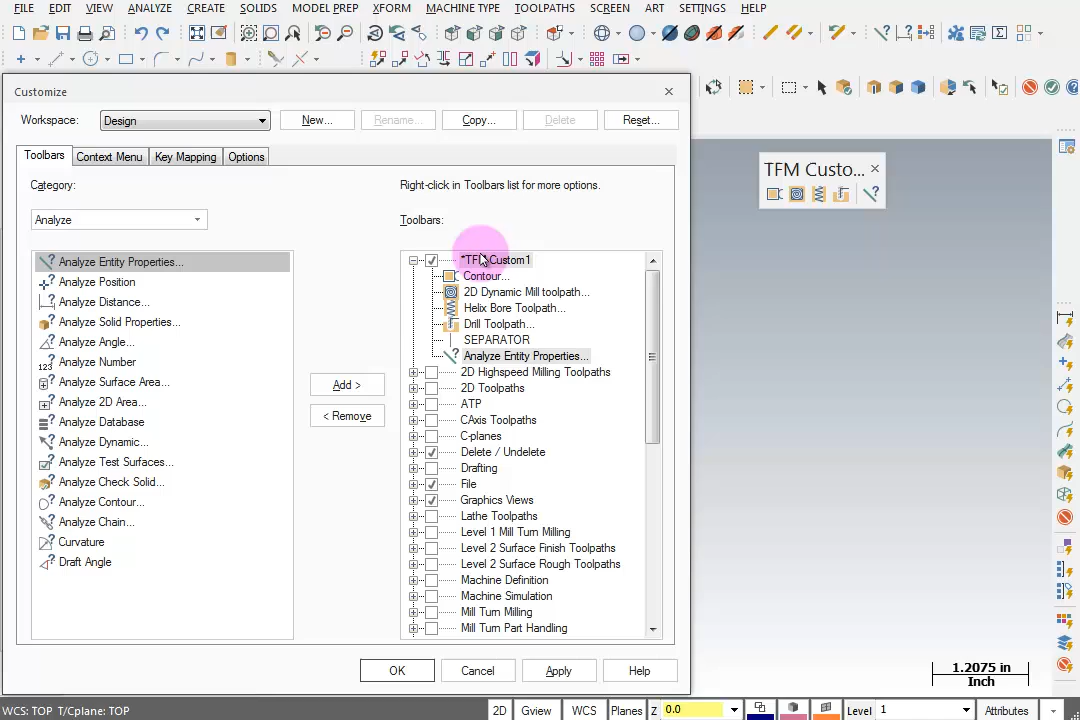 FILE EDIT VIEW ANALYZE CREATE SOLIDS MODEL PREP XFORM MACHINE TYPE TOOLPATHS SCREEN ART SETTINGS HELP
Customize
Workspace: Design New... Rename... Copy... Delete Reset...
Toolbars Context Menu Key Mapping Options
Category:
Analyze
Analyze Entity Properties...
Analyze Position
Analyze Distance...
Analyze Solid Properties...
Analyze Angle...
Analyze Number
Analyze Surface Area...
Analyze 2D Area...
Analyze Database
Analyze Dynamic...
Analyze Test Surfaces...
Analyze Check Solid...
Analyze Contour...
Analyze Chain...
Curvature
Draft Angle
Add >
< Remove
Right-click in Toolbars list for more options.
Toolbars:
Contour...
2D Dynamic Mill toolpath...
Helix Bore Toolpath...
Drill Toolpath...
SEPARATOR
Analyze Entity Properties...
2D Highspeed Milling Toolpaths
2D Toolpaths
ATP
CAxis Toolpaths
C-planes
Delete / Undelete
Drafting
File
Graphics Views
Lathe Toolpaths
Level 1 Mill Turn Milling
Level 2 Surface Finish Toolpaths
Level 2 Surface Rough Toolpaths
Machine Definition
Machine Simulation
Mill Turn Milling
Mill Turn Part Handling
OK Cancel Apply Help
TFM Custo...
1.2075 in
Inch
WCS: TOP T/Cplane: TOP 2D Gview WCS Planes Z 0.0 Level 1 Attributes